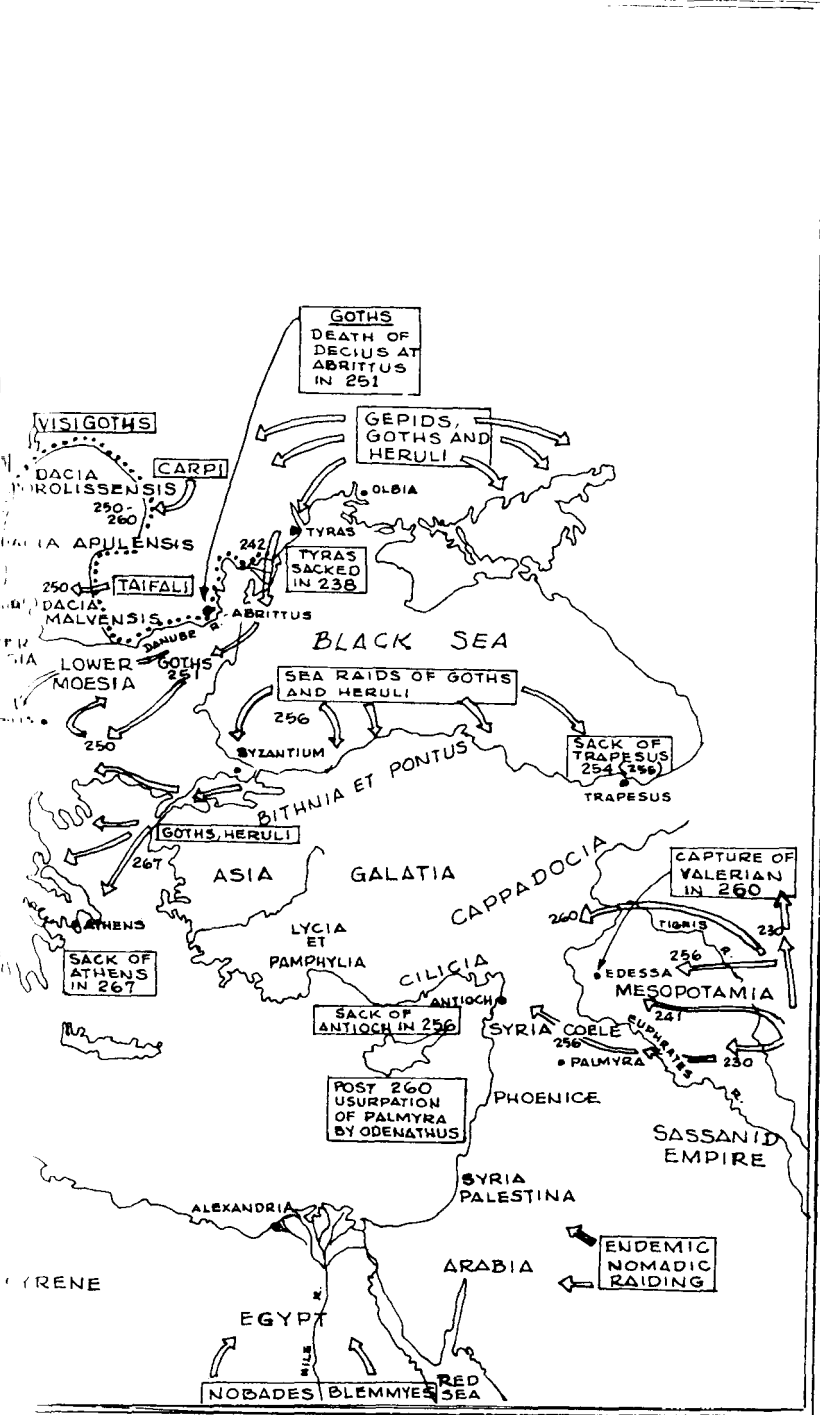 GOTHS
DEATH OF
DECIUS AT
ABRITTUS
IN 251
VISIGOTHS
GEPIDS,
GOTHS AND
HERULI
CARPI
DACIA
POROLISSENSIS
250-
260
OLBIA
TYRAS
APULENSIS
242
TYRAS
SACKED
IN 238
250
TAIFALI
DACIA
MALVENSIS
ABRITTUS
DANUBE R.
BLACK SEA
LOWER
MOESIA
GOTHS
251
SEA RAIDS OF GOTHS
AND HERULI
256
250
BYZANTIUM
SACK OF
TRAPESUS
254 (256)
TRAPESUS
BITHNIA ET PONTUS
GOTHS, HERULI
267
ASIA
GALATIA
CAPPADOCIA
CAPTURE OF
VALERIAN
IN 260
260
TIGRIS R.
230
ATHENS
LYCIA
ET
PAMPHYLIA
CILICIA
256
EDESSA
MESOPOTAMIA
SACK OF
ATHENS
IN 267
ANTIOCH
241
SACK OF
ANTIOCH IN 256
SYRIA COELE
EUPHRATES R.
256
PALMYRA
230
POST 260
USURPATION
OF PALMYRA
BY ODENATHUS
PHOENICE
SASSANID
EMPIRE
SYRIA
PALESTINA
ALEXANDRIA
ARABIA
ENDEMIC
NOMADIC
RAIDING
YRENE
EGYPT
NILE R.
NOBADES
BLEMMYES
RED
SEA